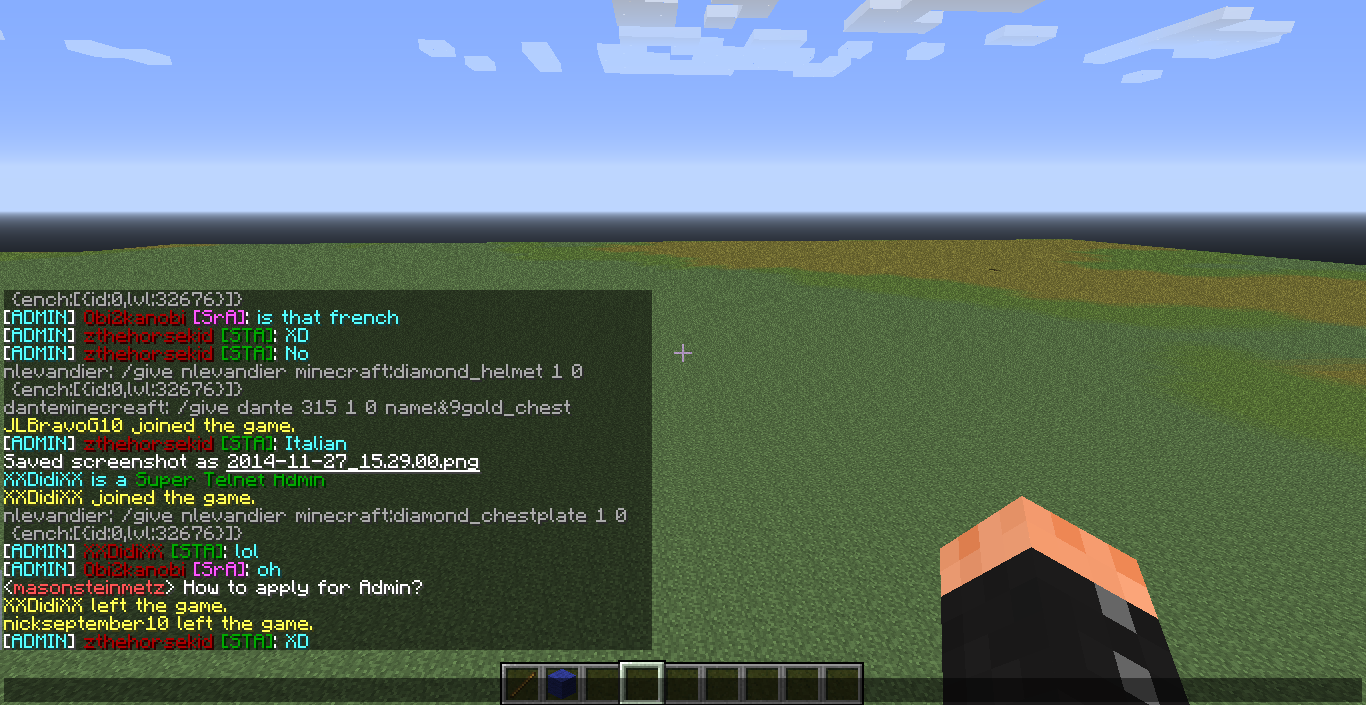 {ench:[{id:0,lvl:32676}]}
[ADMIN] Obi2kanobi [SrA]: is that french
[ADMIN] zthehorsekid [STA]: XD
[ADMIN] zthehorsekid [STA]: No
nlevandier: /give nlevandier minecraft:diamond_helmet 1 0
{ench:[{id:0,lvl:32676}]}
danteminecreaft: /give dante 315 1 0 name:&9gold_chest
JLBravoG10 joined the game.
[ADMIN] zthehorsekid [STA]: Italian
Saved screenshot as 2014-11-27_15.29.00.png
XXDidiXX is a Super Telnet Admin
XXDidiXX joined the game.
nlevandier: /give nlevandier minecraft:diamond_chestplate 1 0
{ench:[{id:0,lvl:32676}]}
[ADMIN] XXDidiXX [STA]: lol
[ADMIN] Obi2kanobi [SrA]: oh
<masonsteinmetz> How to apply for Admin?
XXDidiXX left the game.
nickseptember10 left the game.
[ADMIN] zthehorsekid [STA]: XD